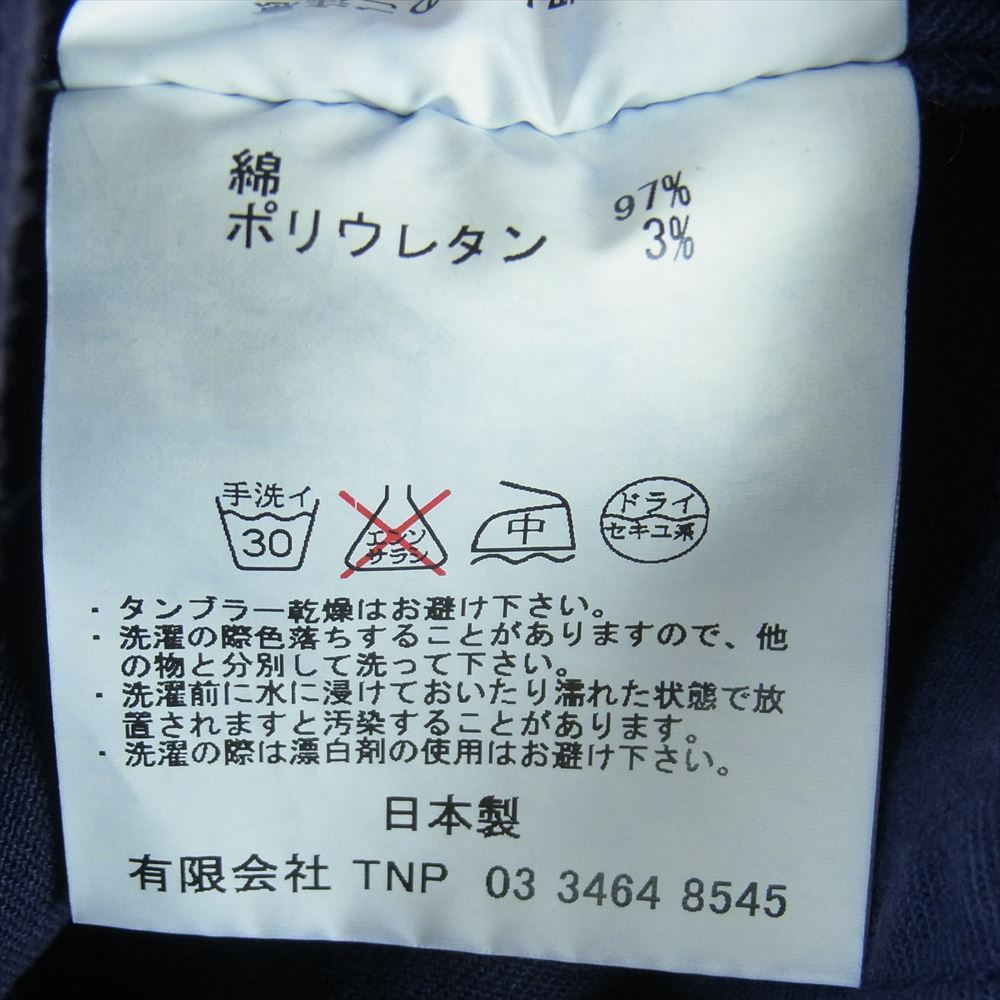 綿 97%
ポリウレタン 3%
手洗イ
30
エンソ
サラシ
中
ドライ
セキユ系
・タンブラー乾燥はお避け下さい。
・洗濯の際色落ちすることがありますので、他
の物と分別して洗って下さい。
・洗濯前に水に浸けておいたり濡れた状態で放
置されますと汚染することがあります。
・洗濯の際は漂白剤の使用はお避け下さい。
日本製
有限会社 TNP 03 3464 8545